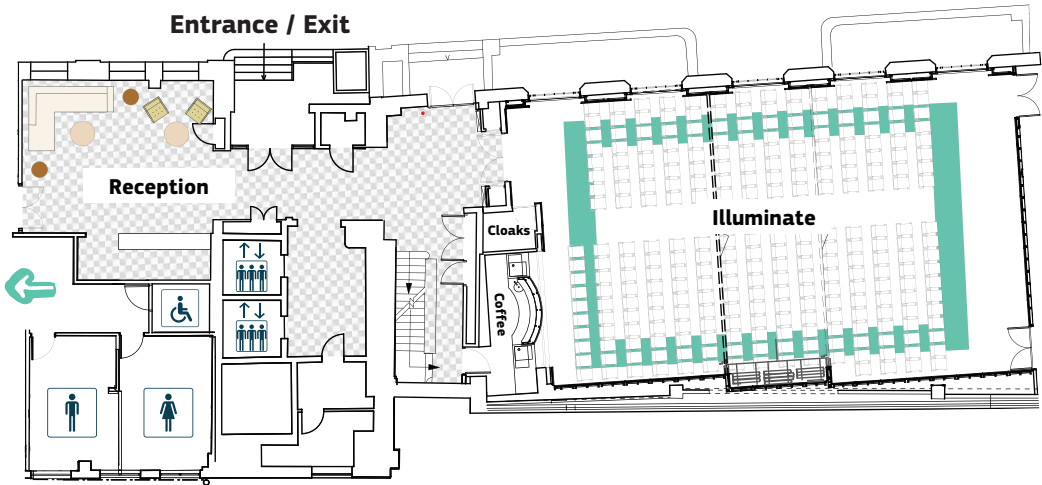 Entrance / Exit
Reception
Illuminate
Cloaks
Coffee